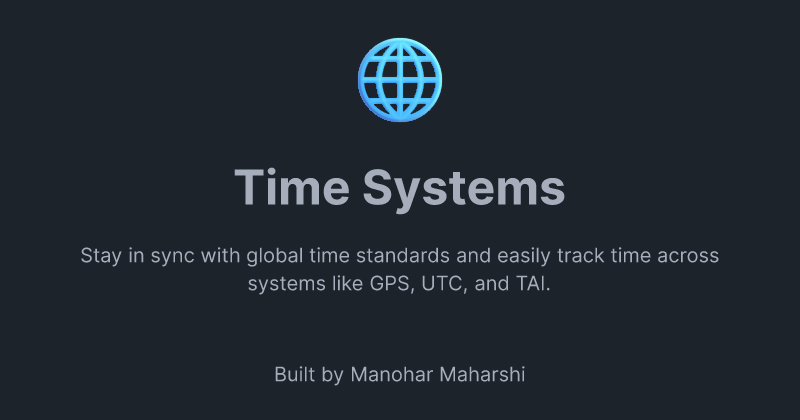 Time Systems
Stay in sync with global time standards and easily track time across
systems like GPS, UTC, and TAI.
Built by Manohar Maharshi